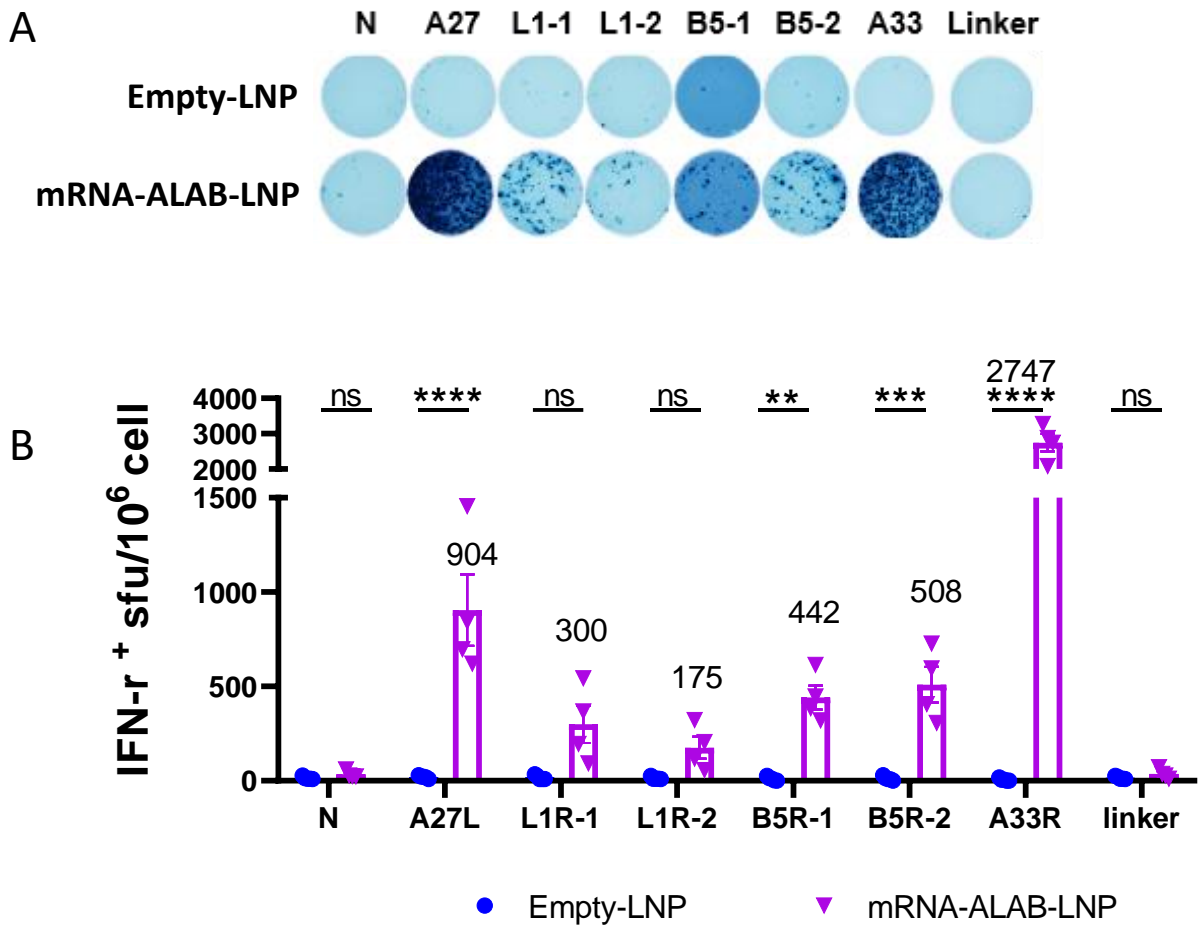 A
N A27 L1-1 L1-2 B5-1 B5-2 A33 Linker
Empty-LNP
mRNA-ALAB-LNP
B
IFN-r + sfu/10⁶ cell
4000
3000
2000
1500
1000
500
0
ns **** ns ns ** *** **** ns
2747
904
300
175
442
508
N A27L L1R-1 L1R-2 B5R-1 B5R-2 A33R linker
Empty-LNP mRNA-ALAB-LNP